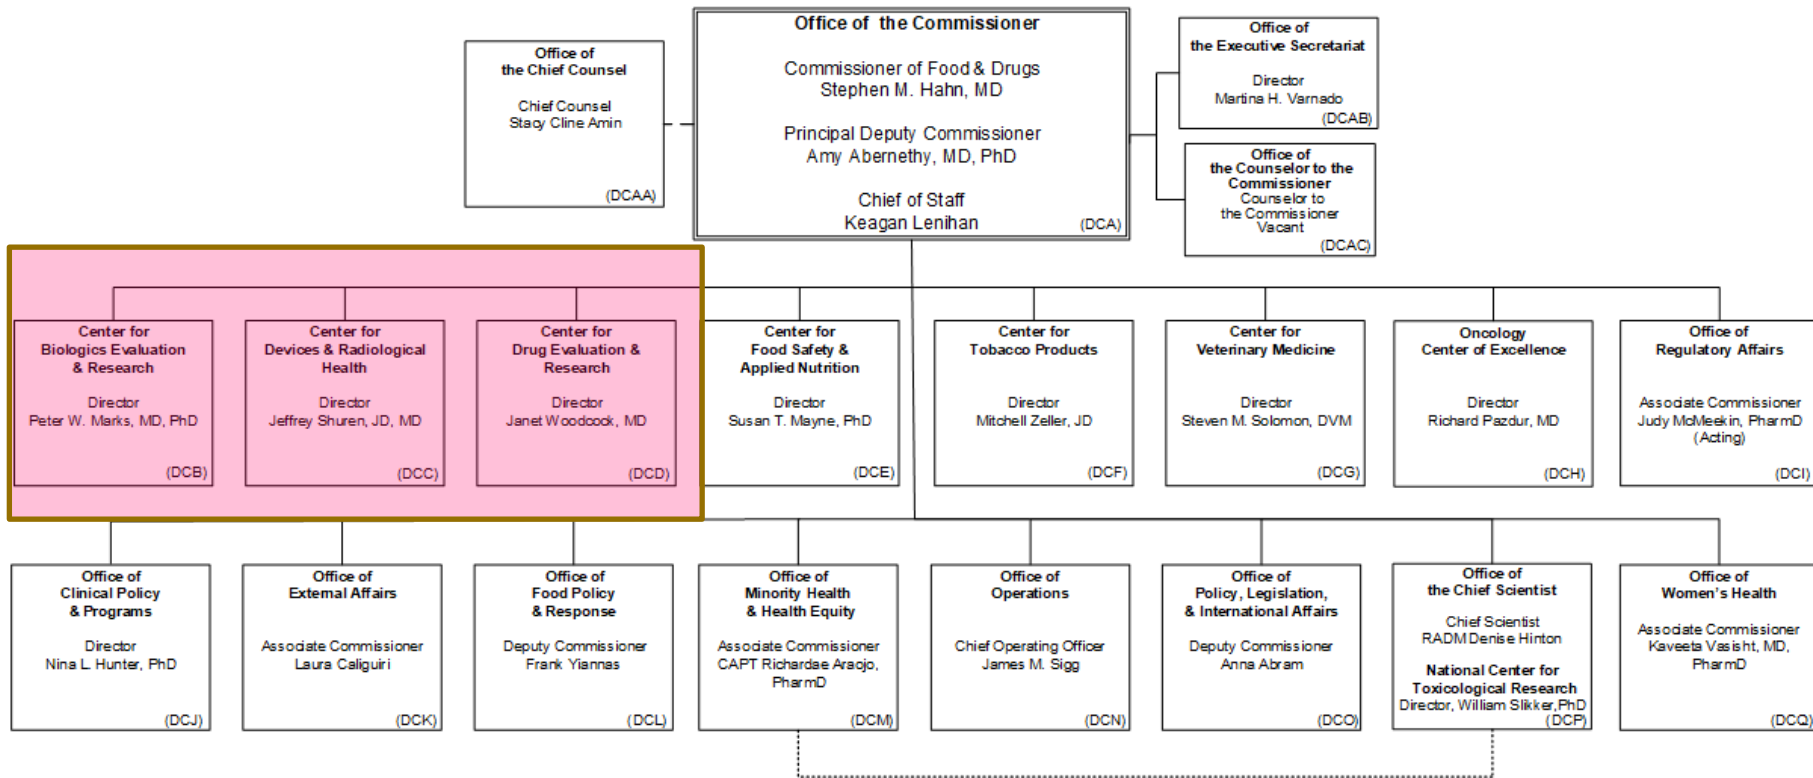 Office of the Commissioner
Commissioner of Food & Drugs
Stephen M. Hahn, MD
Principal Deputy Commissioner
Amy Abernethy, MD, PhD
Chief of Staff
Keagan Lenihan
(DCA)
Office of
the Chief Counsel
Chief Counsel
Stacy Cline Amin
(DCAA)
Office of
the Executive Secretariat
Director
Martina H. Varnado
(DCAB)
Office of
the Counselor to the
Commissioner
Counselor to
the Commissioner
Vacant
(DCAC)
Center for
Biologics Evaluation
& Research
Director
Peter W. Marks, MD, PhD
(DCB)
Center for
Devices & Radiological
Health
Director
Jeffrey Shuren, JD, MD
(DCC)
Center for
Drug Evaluation &
Research
Director
Janet Woodcock, MD
(DCD)
Center for
Food Safety &
Applied Nutrition
Director
Susan T. Mayne, PhD
(DCE)
Center for
Tobacco Products
Director
Mitchell Zeller, JD
(DCF)
Center for
Veterinary Medicine
Director
Steven M. Solomon, DVM
(DCG)
Oncology
Center of Excellence
Director
Richard Pazdur, MD
(DCH)
Office of
Regulatory Affairs
Associate Commissioner
Judy McMeekin, PharmD
(Acting)
(DCI)
Office of
Clinical Policy
& Programs
Director
Nina L. Hunter, PhD
(DCJ)
Office of
External Affairs
Associate Commissioner
Laura Caliguiri
(DCK)
Office of
Food Policy
& Response
Deputy Commissioner
Frank Yiannas
(DCL)
Office of
Minority Health
& Health Equity
Associate Commissioner
CAPT Richardae Araojo,
PharmD
(DCM)
Office of
Operations
Chief Operating Officer
James M. Sigg
(DCN)
Office of
Policy, Legislation,
& International Affairs
Deputy Commissioner
Anna Abram
(DCO)
Office of
the Chief Scientist
Chief Scientist
RADM Denise Hinton
National Center for
Toxicological Research
Director, William Slikker,PhD
(DCP)
Office of
Women's Health
Associate Commissioner
Kaveeta Vasisht, MD,
PharmD
(DCQ)